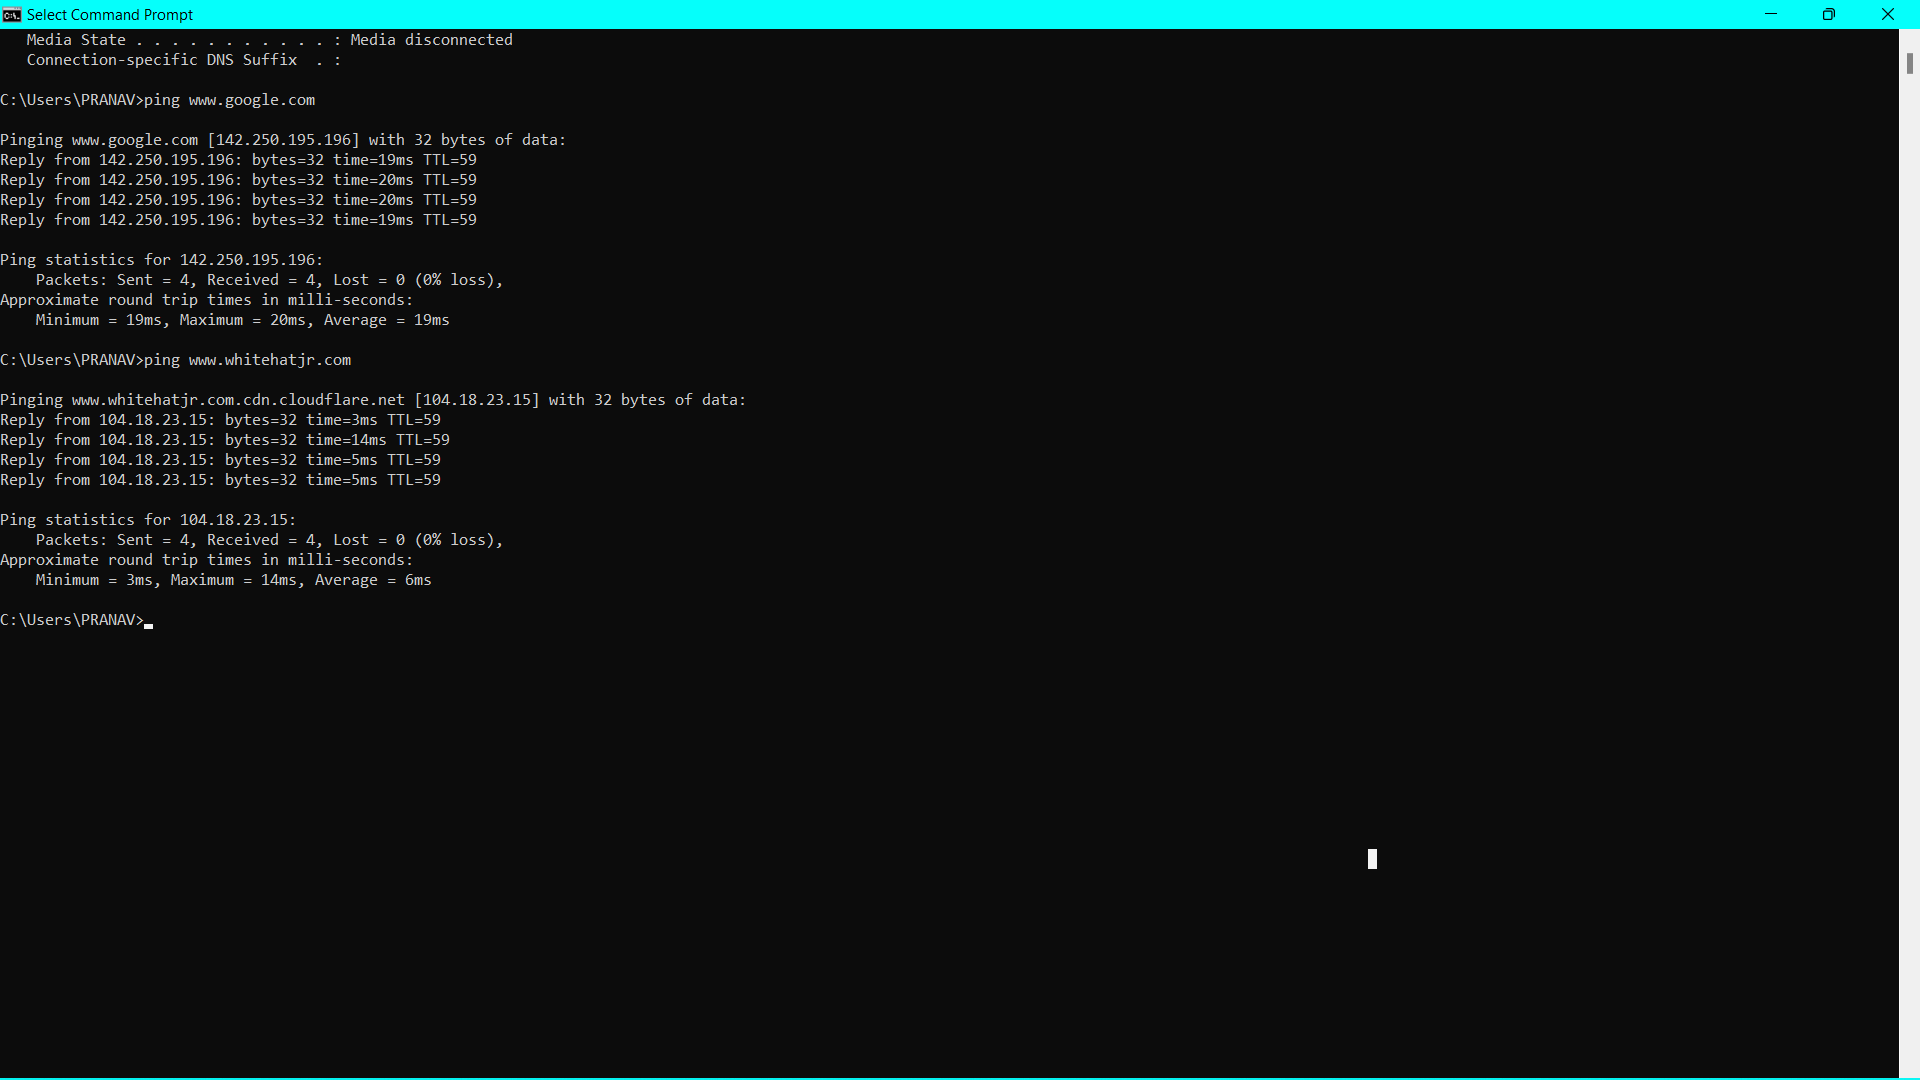 Select Command Prompt
Media State . . . . . . . . . . . : Media disconnected
Connection-specific DNS Suffix  . :
C:\Users\PRANAV>ping www.google.com
Pinging www.google.com [142.250.195.196] with 32 bytes of data:
Reply from 142.250.195.196: bytes=32 time=19ms TTL=59
Reply from 142.250.195.196: bytes=32 time=20ms TTL=59
Reply from 142.250.195.196: bytes=32 time=20ms TTL=59
Reply from 142.250.195.196: bytes=32 time=19ms TTL=59
Ping statistics for 142.250.195.196:
Packets: Sent = 4, Received = 4, Lost = 0 (0% loss),
Approximate round trip times in milli-seconds:
Minimum = 19ms, Maximum = 20ms, Average = 19ms
C:\Users\PRANAV>ping www.whitehatjr.com
Pinging www.whitehatjr.com.cdn.cloudflare.net [104.18.23.15] with 32 bytes of data:
Reply from 104.18.23.15: bytes=32 time=3ms TTL=59
Reply from 104.18.23.15: bytes=32 time=14ms TTL=59
Reply from 104.18.23.15: bytes=32 time=5ms TTL=59
Reply from 104.18.23.15: bytes=32 time=5ms TTL=59
Ping statistics for 104.18.23.15:
Packets: Sent = 4, Received = 4, Lost = 0 (0% loss),
Approximate round trip times in milli-seconds:
Minimum = 3ms, Maximum = 14ms, Average = 6ms
C:\Users\PRANAV>